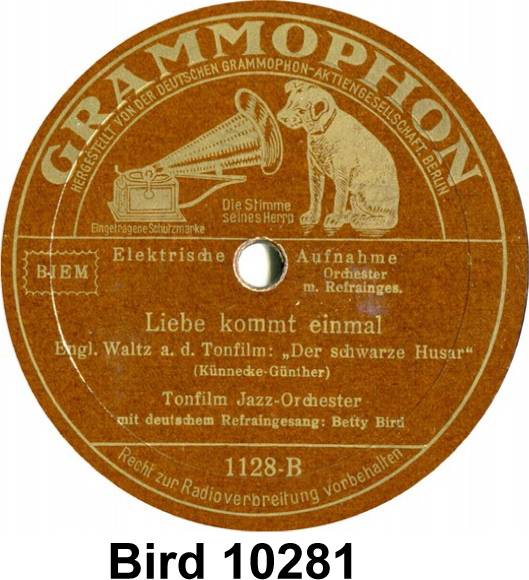 GRAMMOPHON
HERGESTELLT VON DER DEUTSCHEN GRAMMOPHON-AKTIENGESELLSCHAFT. BERLIN
Die Stimme
seines Herrn
Eingetragene Schutzmarke
BIEM
Elektrische Aufnahme
Orchester
m. Refrainges.
Liebe kommt einmal
Engl. Waltz a. d. Tonfilm: „Der schwarze Husar“
(Künnecke-Günther)
Tonfilm Jazz-Orchester
mit deutschem Refraingesang: Betty Bird
1128-B
Recht zur Radioverbreitung vorbehalten
Bird 10281